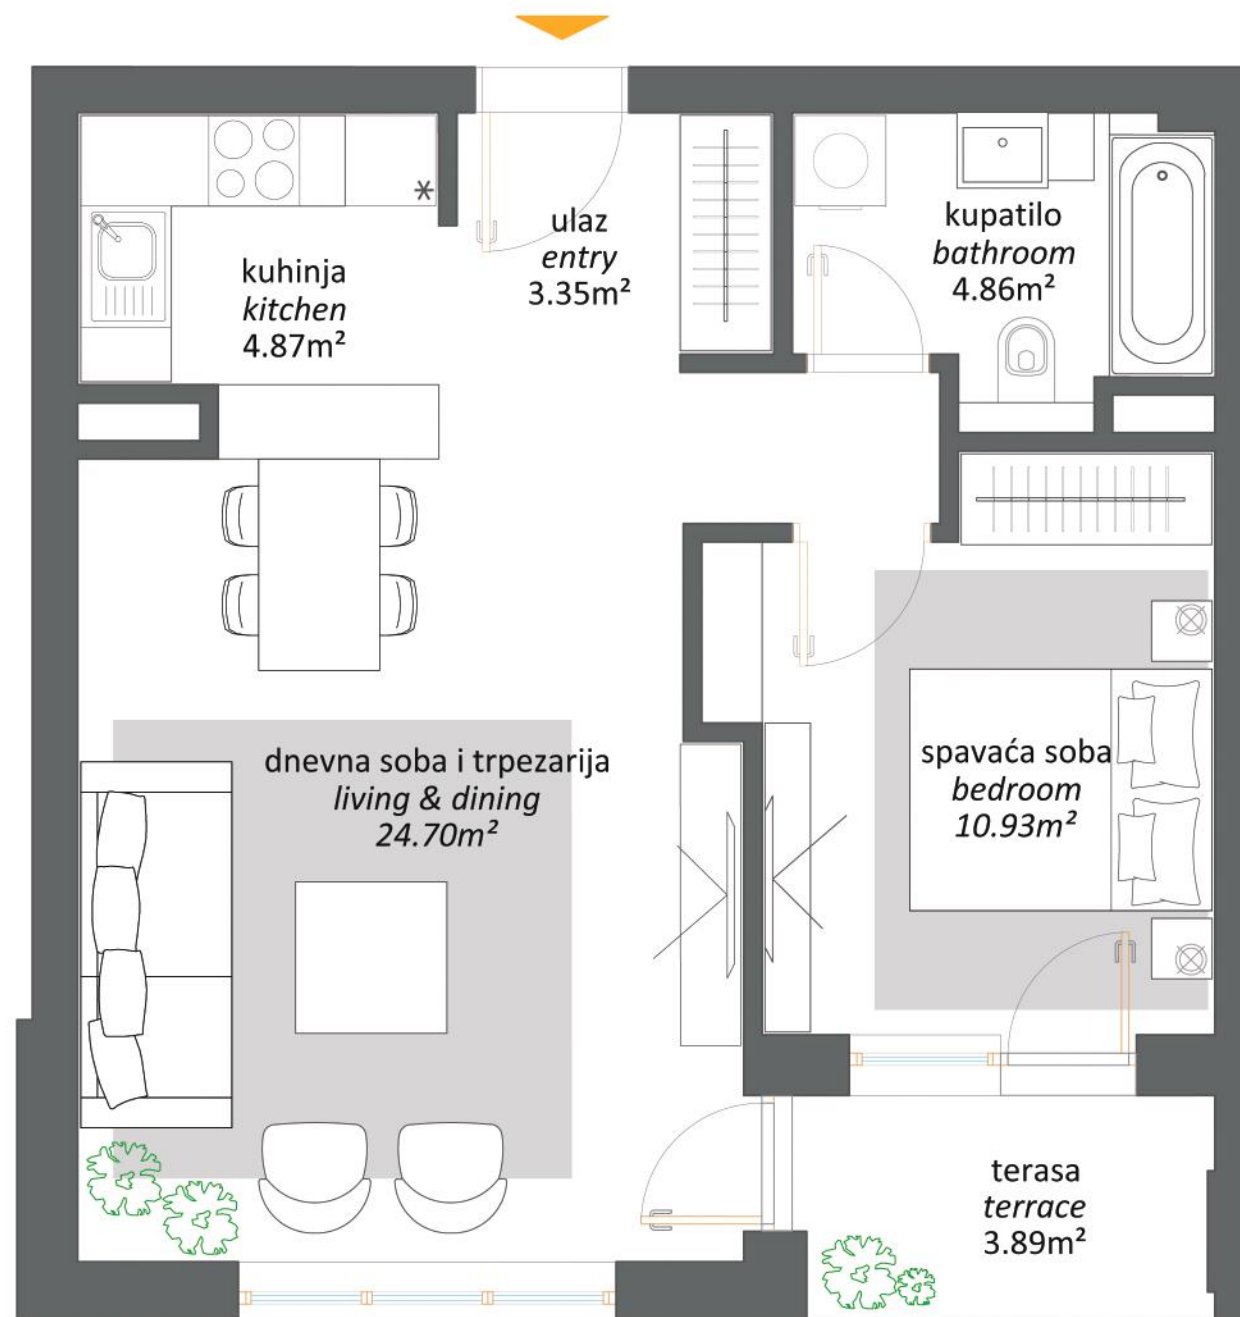 ulaz
entry
3.35m²
kupatilo
bathroom
4.86m²
kuhinja
kitchen
4.87m²
dnevna soba i trpezarija
living & dining
24.70m²
spavaća soba
bedroom
10.93m²
terasa
terrace
3.89m²